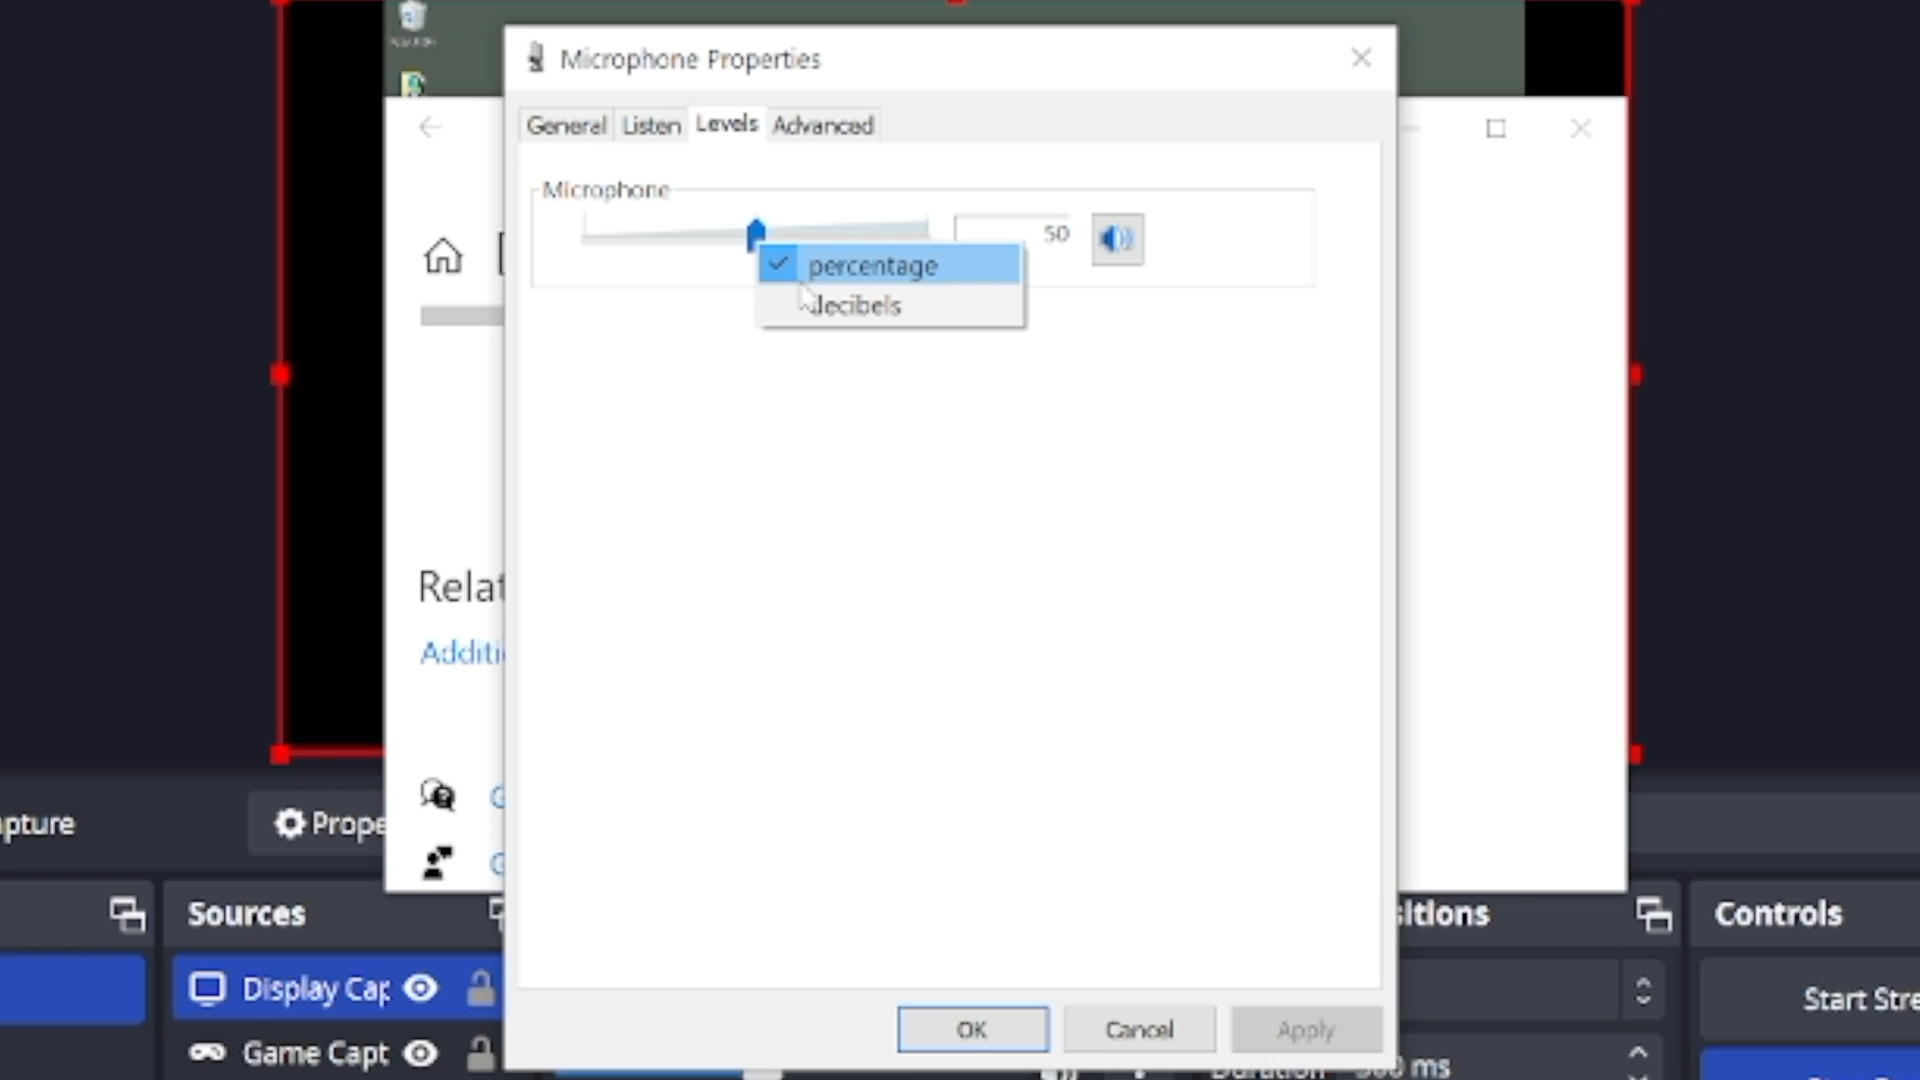 Microphone Properties
General Listen Levels Advanced
Microphone
50
percentage
decibels
Relat
Additi
G
G
pture
Prope
Sources
sitions
Controls
Display Cap
Start Stre
Game Capt
OK Cancel Apply
ms